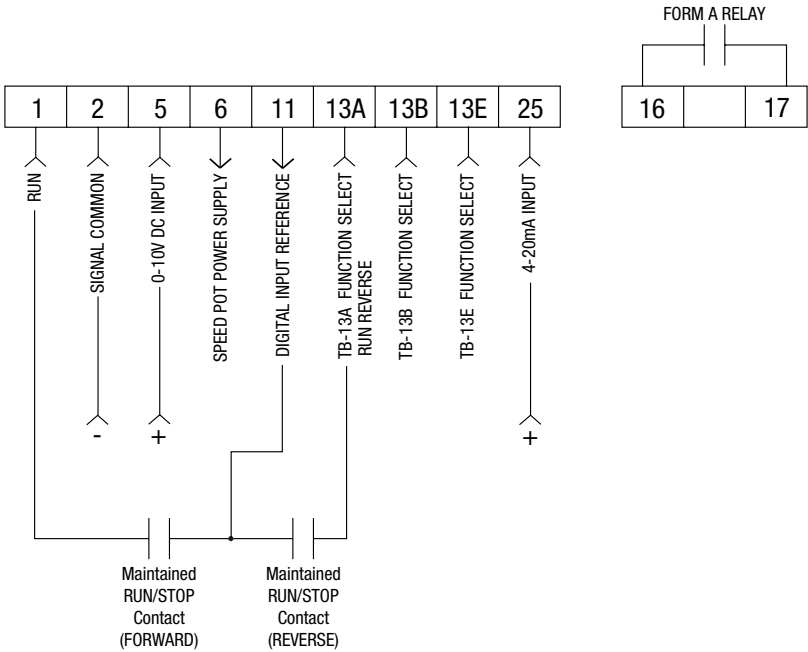 FORM A RELAY
1 2 5 6 11 13A 13B 13E 25
16 17
RUN
SIGNAL COMMON
0-10V DC INPUT
SPEED POT POWER SUPPLY
DIGITAL INPUT REFERENCE
TB-13A FUNCTION SELECT
RUN REVERSE
TB-13B FUNCTION SELECT
TB-13E FUNCTION SELECT
4-20mA INPUT
- + +
Maintained
RUN/STOP
Contact
(FORWARD)
Maintained
RUN/STOP
Contact
(REVERSE)